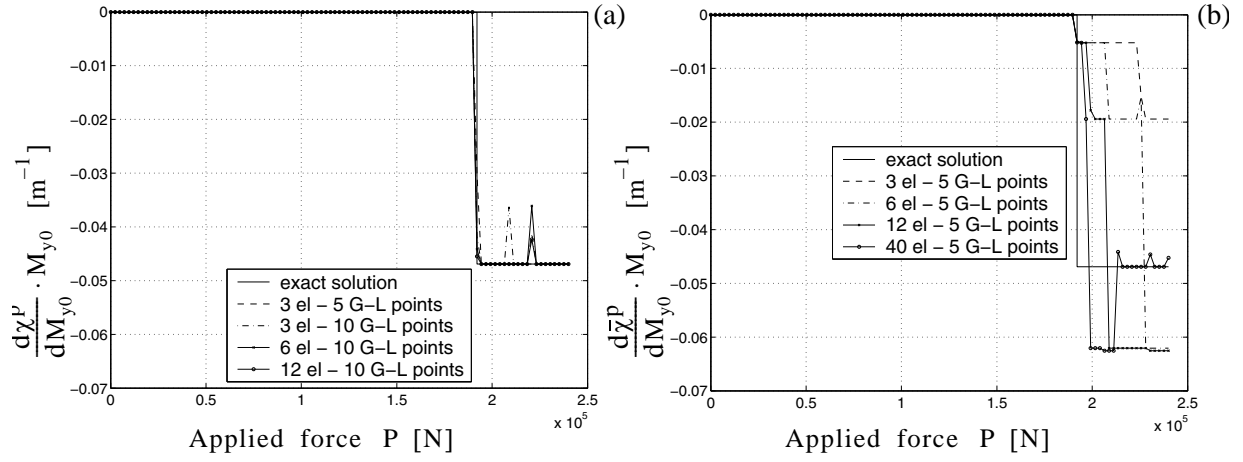 (a)
0
−0.01
−0.02
−0.03
−0.04
−0.05
−0.06
−0.07
0 0.5 1 1.5 2 2.5
x 10^5
dχ^p / dM_y0 · M_y0 [m^−1]
Applied force P [N]
exact solution
3 el − 5 G−L points
3 el − 10 G−L points
6 el − 10 G−L points
12 el − 10 G−L points
(b)
0
−0.01
−0.02
−0.03
−0.04
−0.05
−0.06
−0.07
0 0.5 1 1.5 2 2.5
x 10^5
dχ̄^p / dM_y0 · M_y0 [m^−1]
Applied force P [N]
exact solution
3 el − 5 G−L points
6 el − 5 G−L points
12 el − 5 G−L points
40 el − 5 G−L points